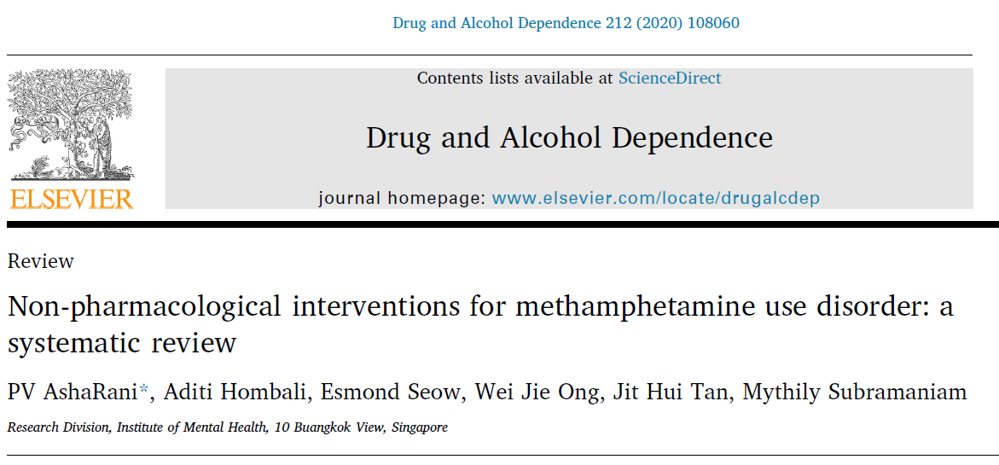 Drug and Alcohol Dependence 212 (2020) 108060
Contents lists available at ScienceDirect
Drug and Alcohol Dependence
journal homepage: www.elsevier.com/locate/drugalcdep
ELSEVIER
Review
Non-pharmacological interventions for methamphetamine use disorder: a
systematic review
PV AshaRani*, Aditi Hombali, Esmond Seow, Wei Jie Ong, Jit Hui Tan, Mythily Subramaniam
Research Division, Institute of Mental Health, 10 Buangkok View, Singapore